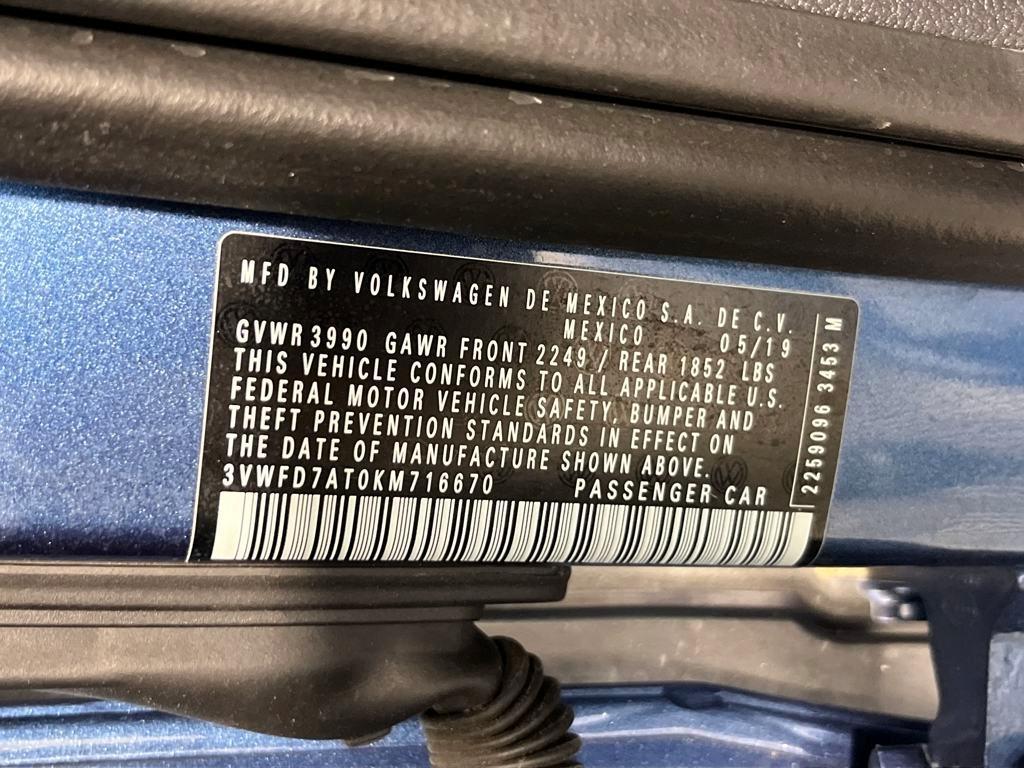 MFD BY VOLKSWAGEN DE MEXICO S.A. DE C.V.
MEXICO 05/19
GVWR 3990 GAWR FRONT 2249 / REAR 1852 LBS
THIS VEHICLE CONFORMS TO ALL APPLICABLE U.S.
FEDERAL MOTOR VEHICLE SAFETY, BUMPER AND
THEFT PREVENTION STANDARDS IN EFFECT ON
THE DATE OF MANUFACTURE SHOWN ABOVE.
3VWFD7AT0KM716670 PASSENGER CAR
2259096 3453 M